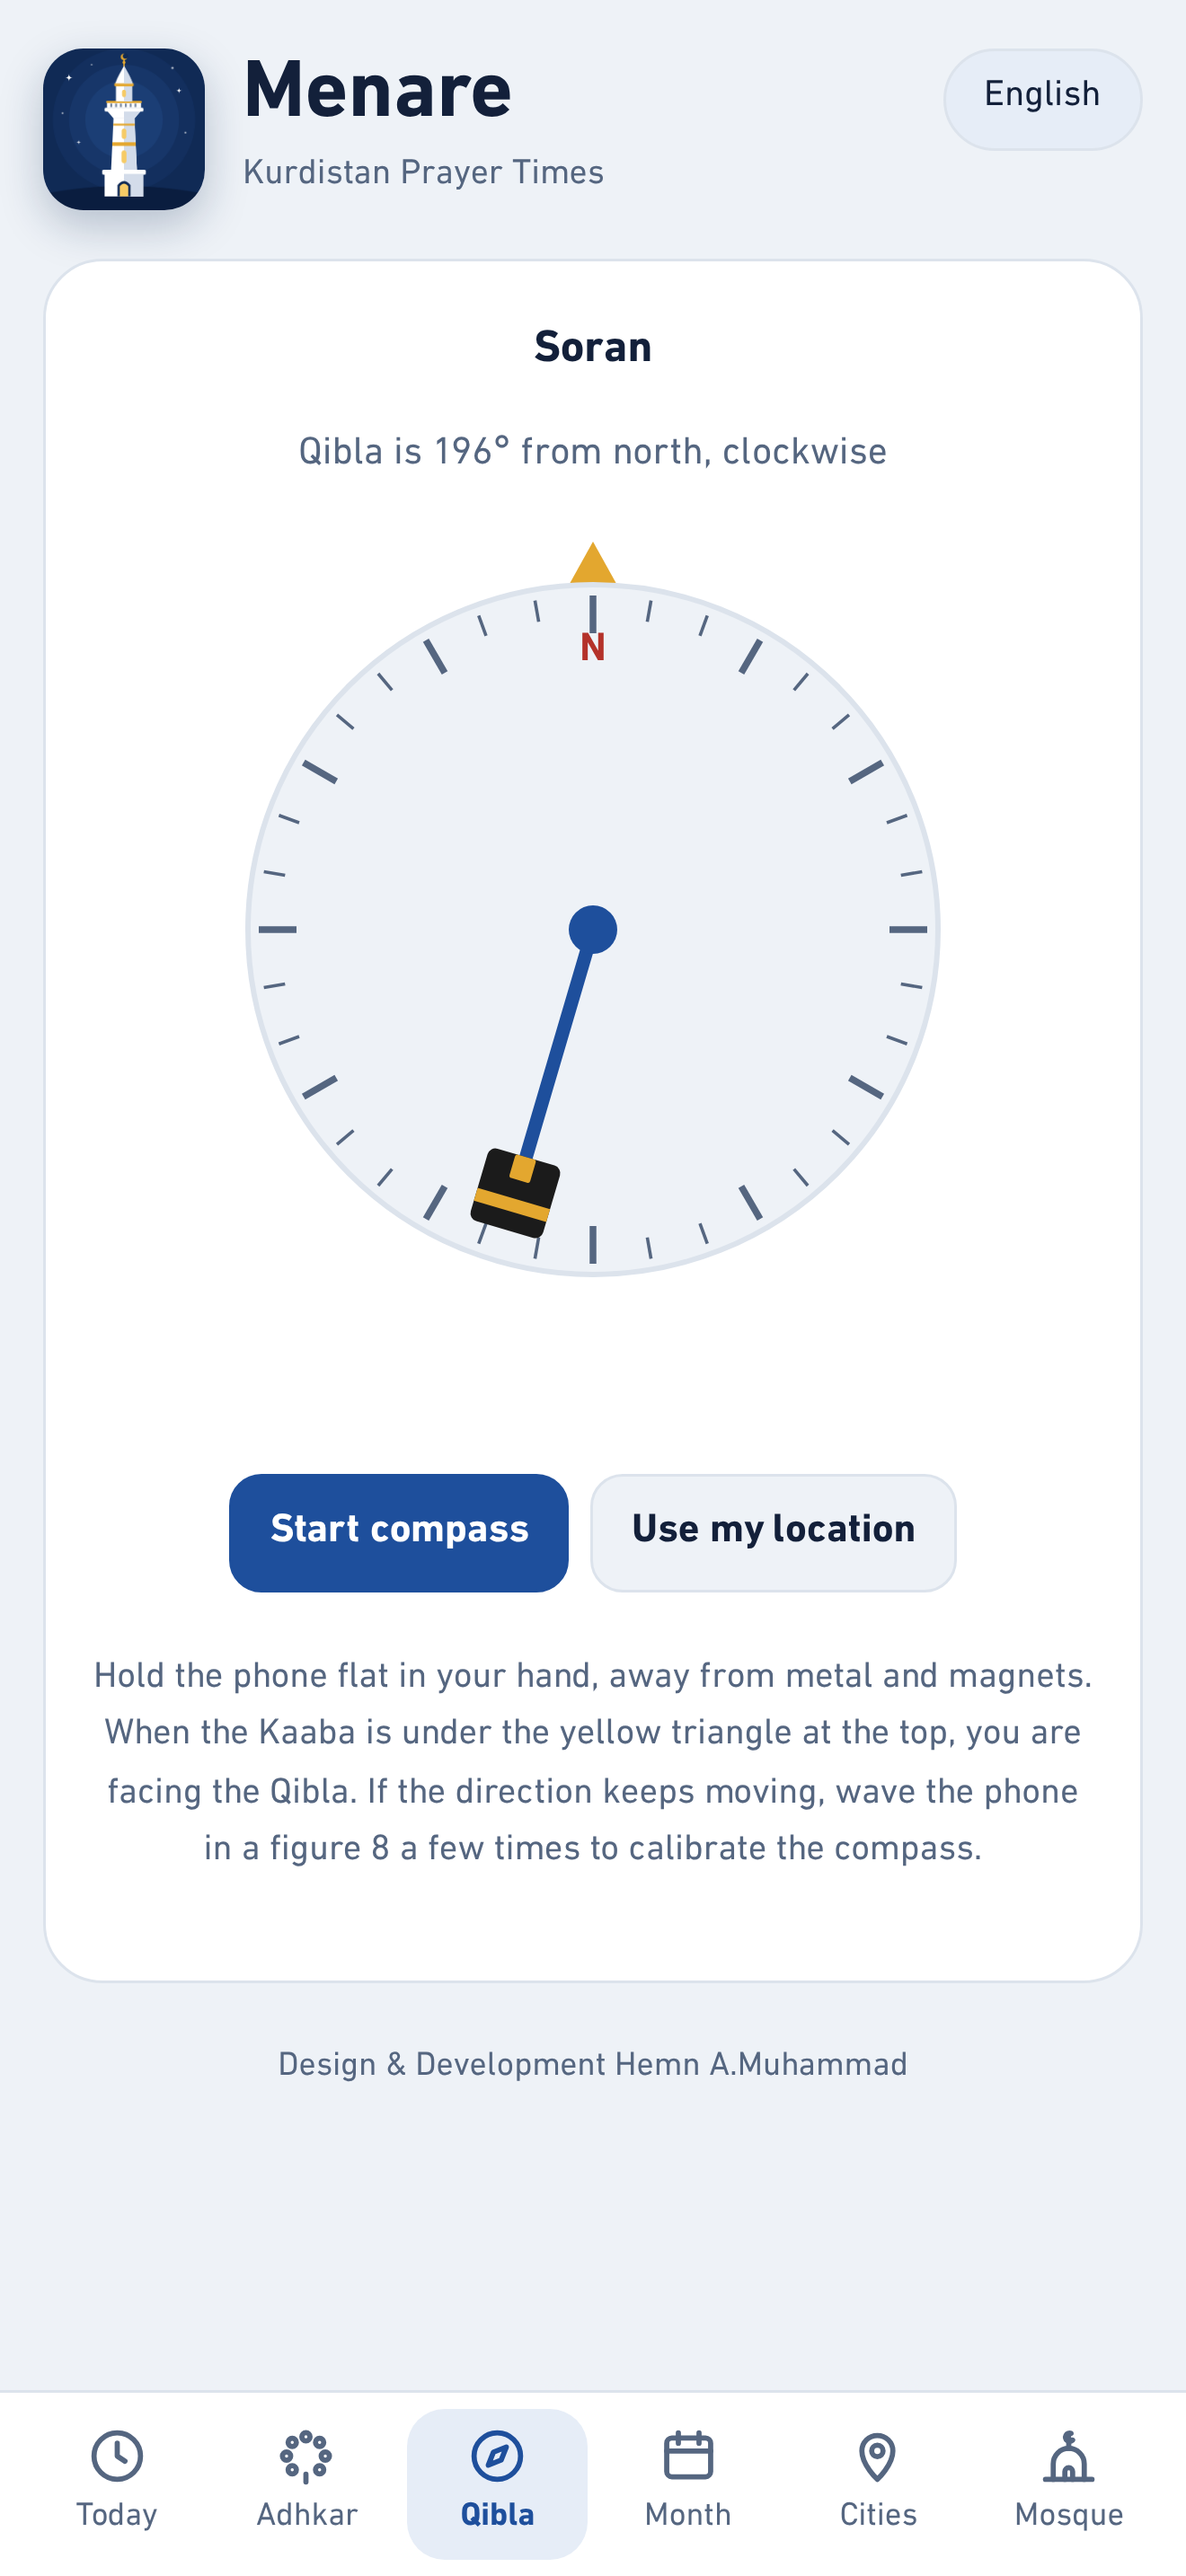 Menare
Kurdistan Prayer Times
English
Soran
Qibla is 196° from north, clockwise
N
Start compass
Use my location
Hold the phone flat in your hand, away from metal and magnets.
When the Kaaba is under the yellow triangle at the top, you are
facing the Qibla. If the direction keeps moving, wave the phone
in a figure 8 a few times to calibrate the compass.
Design & Development Hemn A.Muhammad
Today
Adhkar
Qibla
Month
Cities
Mosque